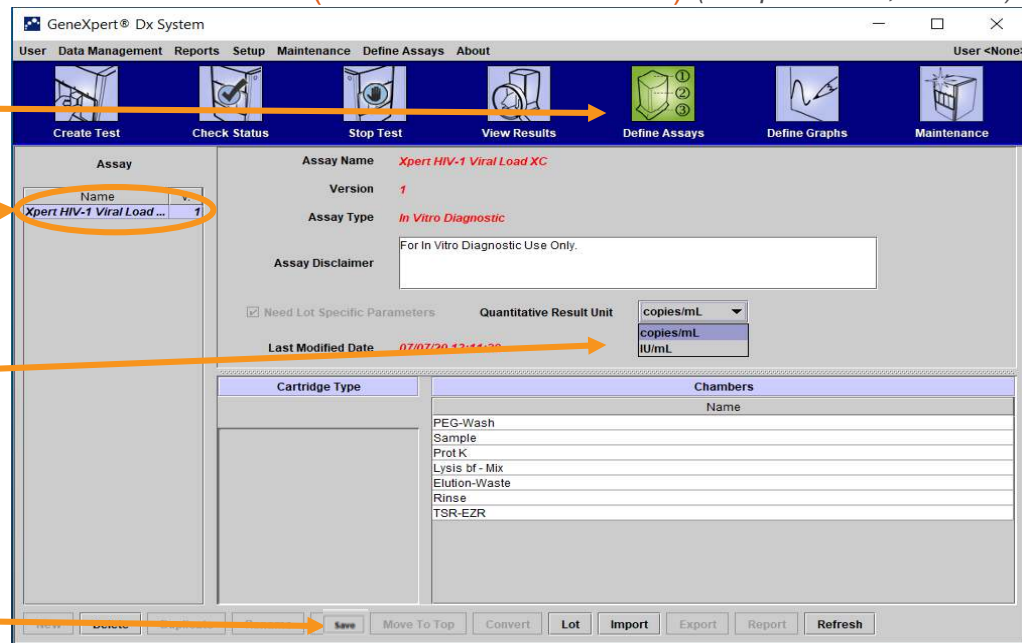 GeneXpert® Dx System
User Data Management Reports Setup Maintenance Define Assays About User <None>
Create Test Check Status Stop Test View Results Define Assays Define Graphs Maintenance
Assay
Name V.
Xpert HIV-1 Viral Load ... 1
Assay Name Xpert HIV-1 Viral Load XC
Version 1
Assay Type In Vitro Diagnostic
Assay Disclaimer For In Vitro Diagnostic Use Only.
Need Lot Specific Parameters Quantitative Result Unit copies/mL
copies/mL
IU/mL
Last Modified Date
Cartridge Type Chambers
Name
PEG-Wash
Sample
Prot K
Lysis bf - Mix
Elution-Waste
Rinse
TSR-EZR
New Delete Save Move To Top Convert Lot Import Export Report Refresh